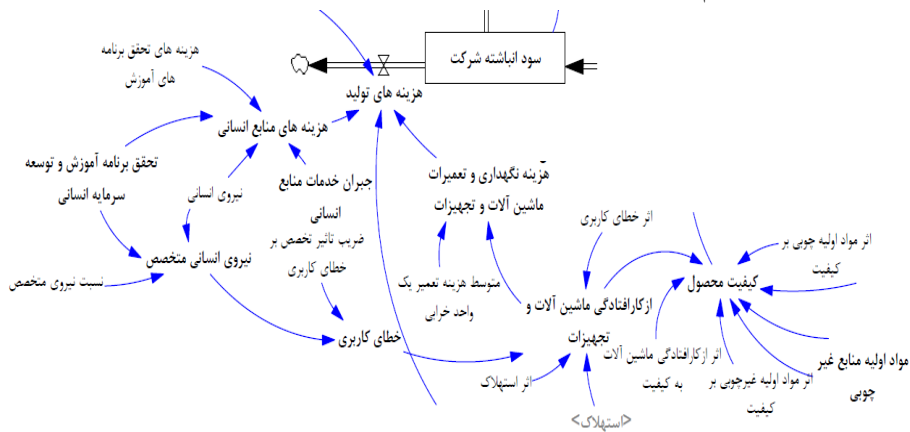 سود انباشته شرکت
هزینه های تحقق برنامه
های آموزش
هزینه های تولید
هزینه های منابع انسانی
تحقق برنامه آموزش و توسعه
سرمایه انسانی
نیروی انسانی
جبران خدمات منابع
انسانی
هزینه نگهداری و تعمیرات
ماشین آلات و تجهیزات
اثر خطای کاربری
اثر مواد اولیه چوبی بر
کیفیت
ضریب تاثیر تخصص بر
خطای کاربری
نیروی انسانی متخصص
نسبت نیروی متخصص
متوسط هزینه تعمیر یک
واحد خرابی
ازکارافتادگی ماشین آلات و
تجهیزات
کیفیت محصول
خطای کاربری
اثر ازکارافتادگی ماشین آلات
به کیفیت
مواد اولیه منابع غیر
چوبی
اثر استهلاک
اثر مواد اولیه غیرچوبی بر
کیفیت
<استهلاک>